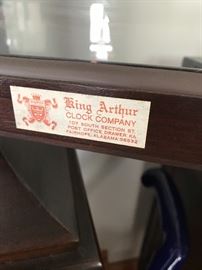 King Arthur
CLOCK COMPANY
107 SOUTH SECTION ST.
POST OFFICE DRAWER KA
FAIRHOPE, ALABAMA 36532